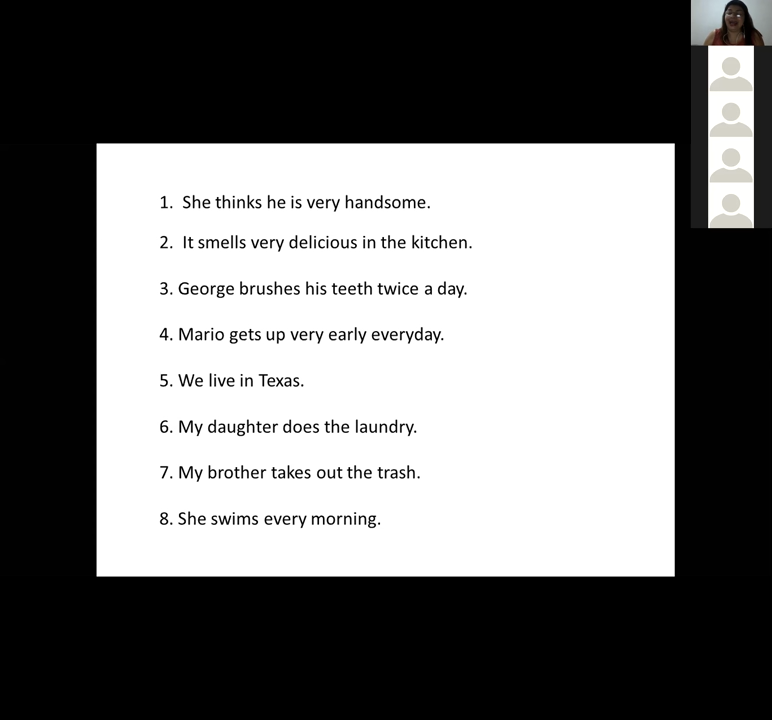 1. She thinks he is very handsome.
2. It smells very delicious in the kitchen.
3. George brushes his teeth twice a day.
4. Mario gets up very early everyday.
5. We live in Texas.
6. My daughter does the laundry.
7. My brother takes out the trash.
8. She swims every morning.